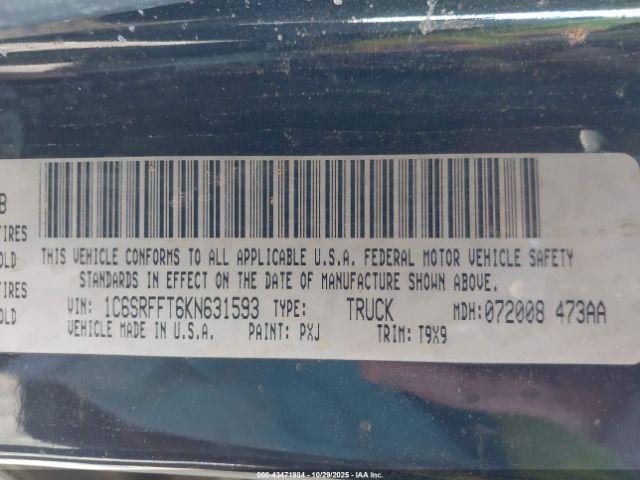 B
TIRES
OLD
TIRES
OLD
THIS VEHICLE CONFORMS TO ALL APPLICABLE U.S.A. FEDERAL MOTOR VEHICLE SAFETY
STANDARDS IN EFFECT ON THE DATE OF MANUFACTURE SHOWN ABOVE.
VIN: 1C6SRFFT6KN631593 TYPE: TRUCK MDH:072008 473AA
VEHICLE MADE IN U.S.A. PAINT: PXJ TRIM: T9X9
000-43471984 | 10/29/2025 | IAA Inc.